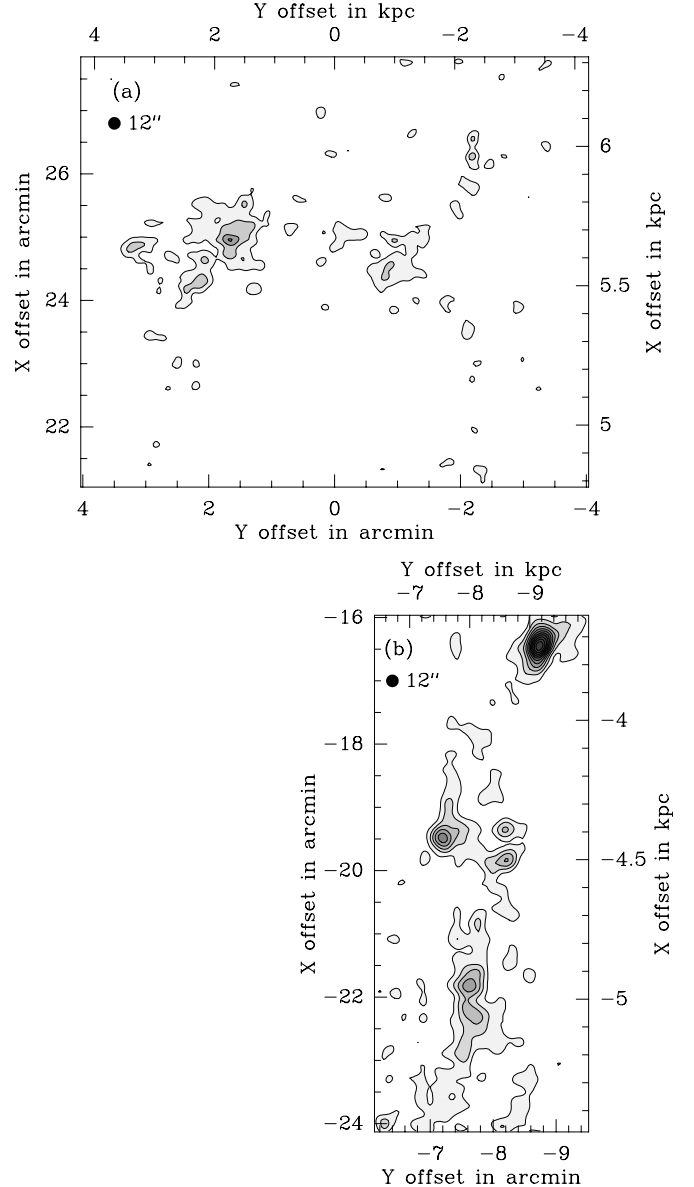 Y offset in kpc
4 2 0 −2 −4
(a)
12″
26
24
22
X offset in arcmin
6
5.5
5
X offset in kpc
4 2 0 −2 −4
Y offset in arcmin
Y offset in kpc
−7 −8 −9
(b)
12″
−16
−18
−20
−22
−24
X offset in arcmin
−4
−4.5
−5
X offset in kpc
−7 −8 −9
Y offset in arcmin